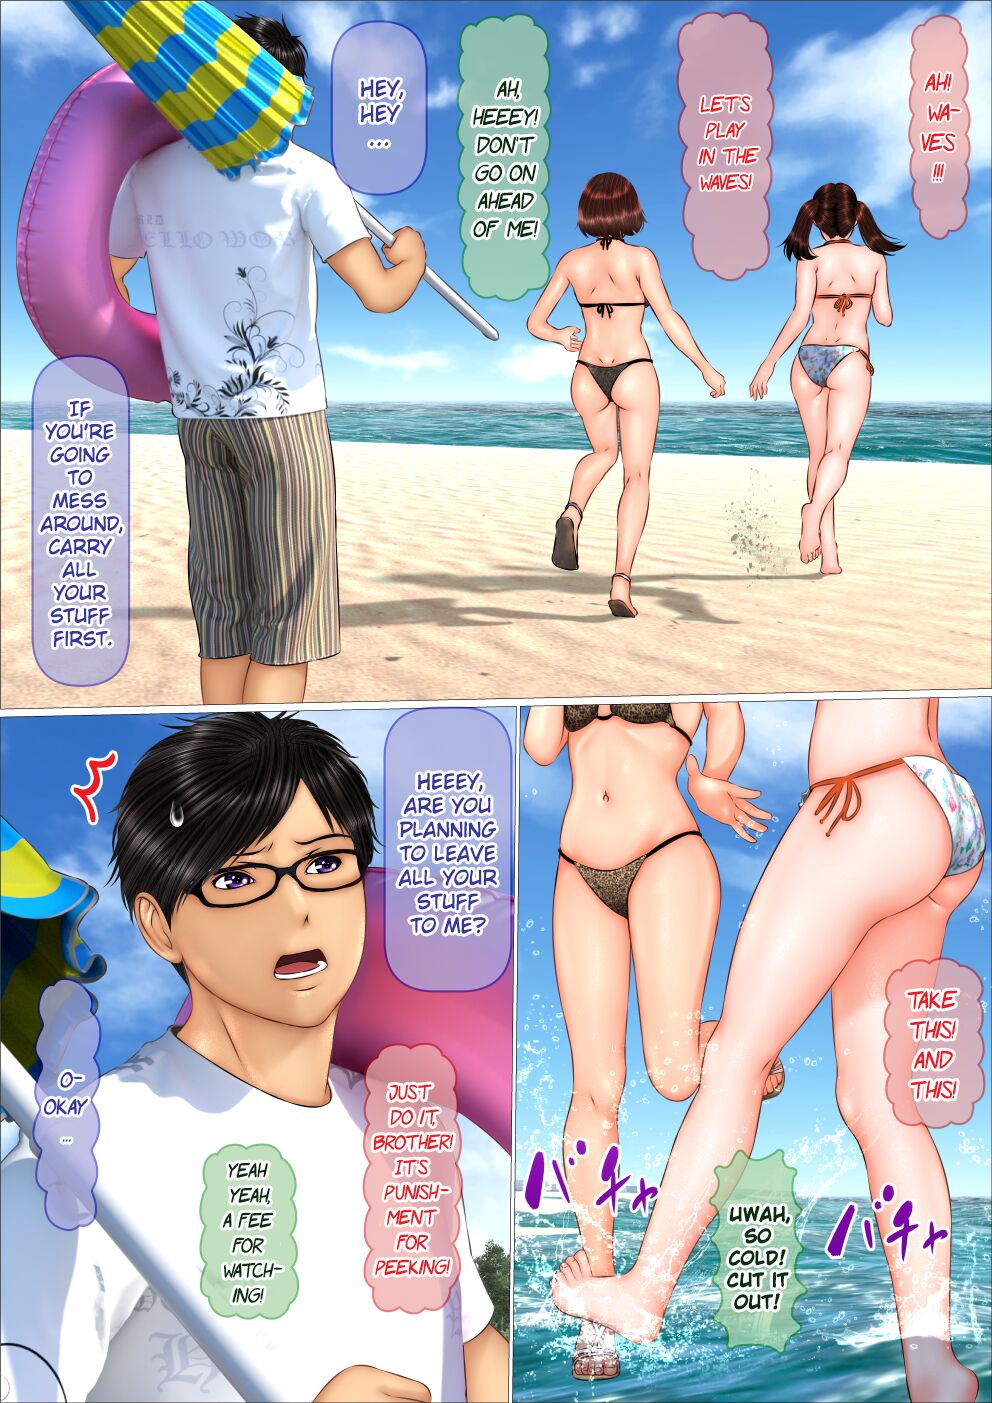 AH!
WA-
VES
!!!
LET'S
PLAY
IN THE
WAVES!
AH,
HEEEY!
DON'T
GO ON
AHEAD
OF ME!
HEY,
HEY
...
IF
YOU'RE
GOING
TO
MESS
AROUND,
CARRY
ALL
YOUR
STUFF
FIRST.
HEEEY,
ARE YOU
PLANNING
TO LEAVE
ALL YOUR
STUFF
TO ME?
JUST
DO IT,
BROTHER!
IT'S
PUNISH-
MENT
FOR
PEEKING!
YEAH
YEAH,
A FEE
FOR
WATCH-
ING!
O-
OKAY
...
TAKE
THIS!
AND
THIS!
UWAH,
SO
COLD!
CUT IT
OUT!
バチャ
バチャ